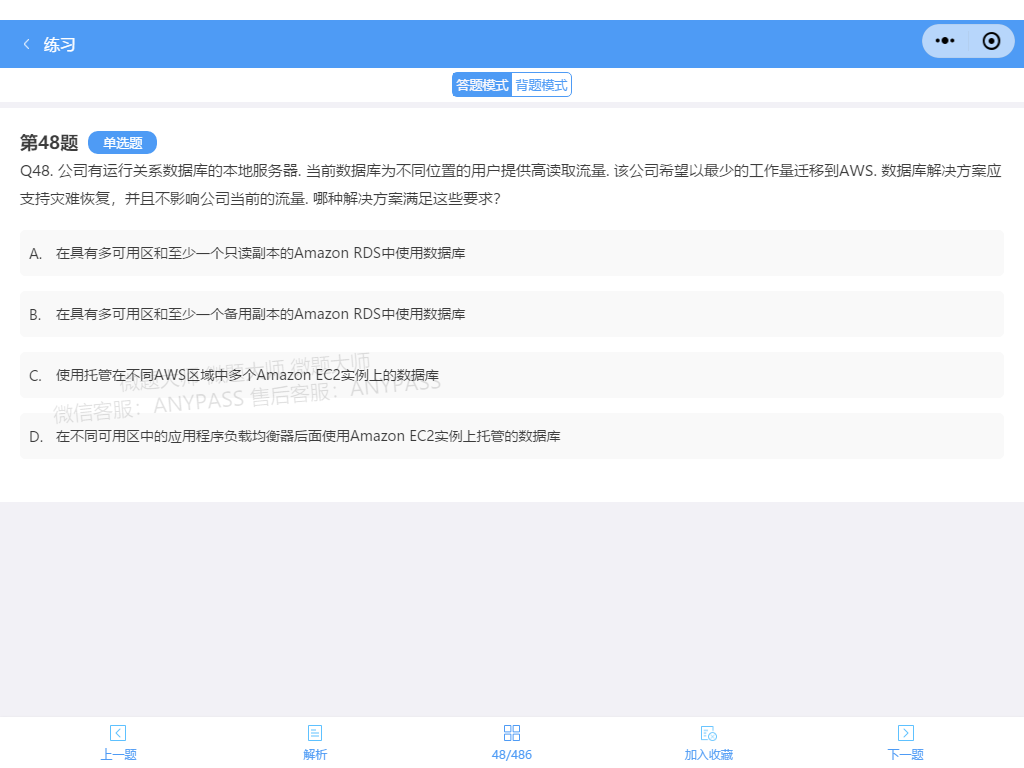 练习
答题模式 背题模式
第48题 单选题
Q48. 公司有运行关系数据库的本地服务器. 当前数据库为不同位置的用户提供高读取流量. 该公司希望以最少的工作量迁移到AWS. 数据库解决方案应
支持灾难恢复，并且不影响公司当前的流量. 哪种解决方案满足这些要求?
A. 在具有多可用区和至少一个只读副本的Amazon RDS中使用数据库
B. 在具有多可用区和至少一个备用副本的Amazon RDS中使用数据库
微题大师 微题大师 微题大师
C. 使用托管在不同AWS区域中多个Amazon EC2实例上的数据库
微信客服：ANYPASS 售后客服：ANYPASS
D. 在不同可用区中的应用程序负载均衡器后面使用Amazon EC2实例上托管的数据库
上一题 解析 48/486 加入收藏 下一题